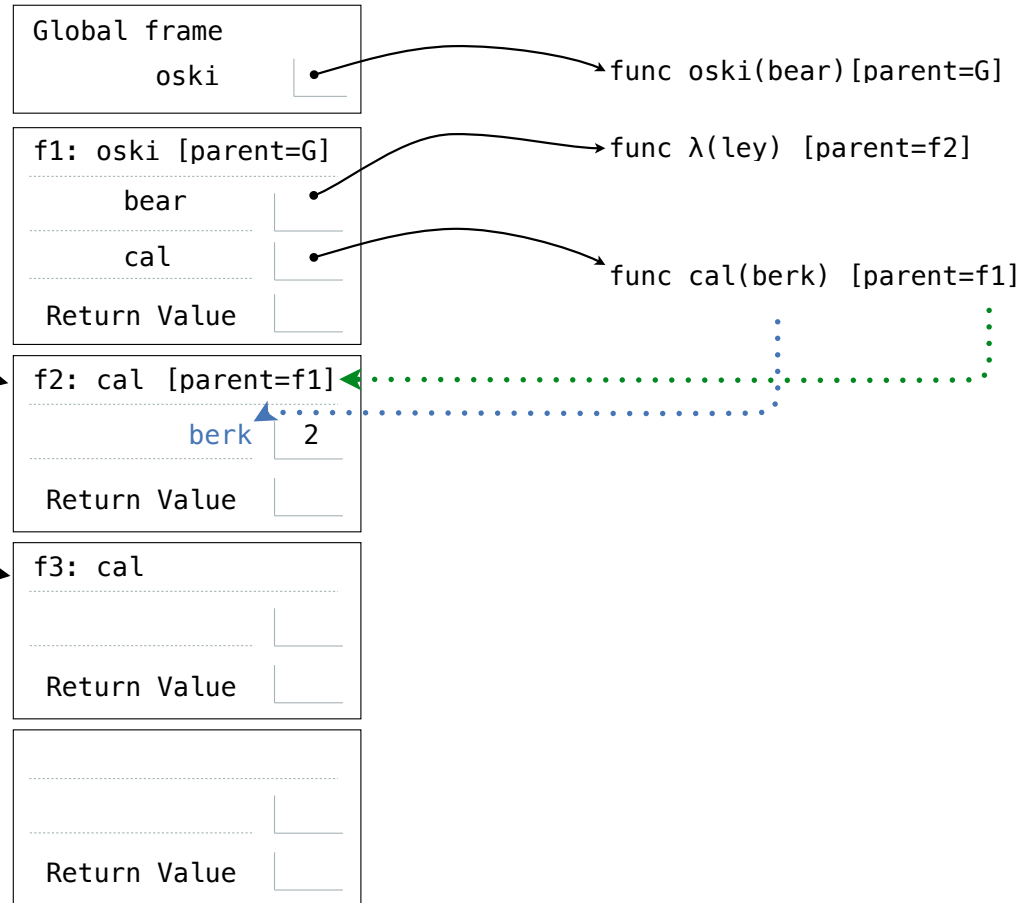 Global frame
oski
func oski(bear)[parent=G]
f1: oski [parent=G]
func λ(ley) [parent=f2]
bear
cal
func cal(berk) [parent=f1]
Return Value
f2: cal [parent=f1]
berk 2
Return Value
f3: cal
Return Value
Return Value